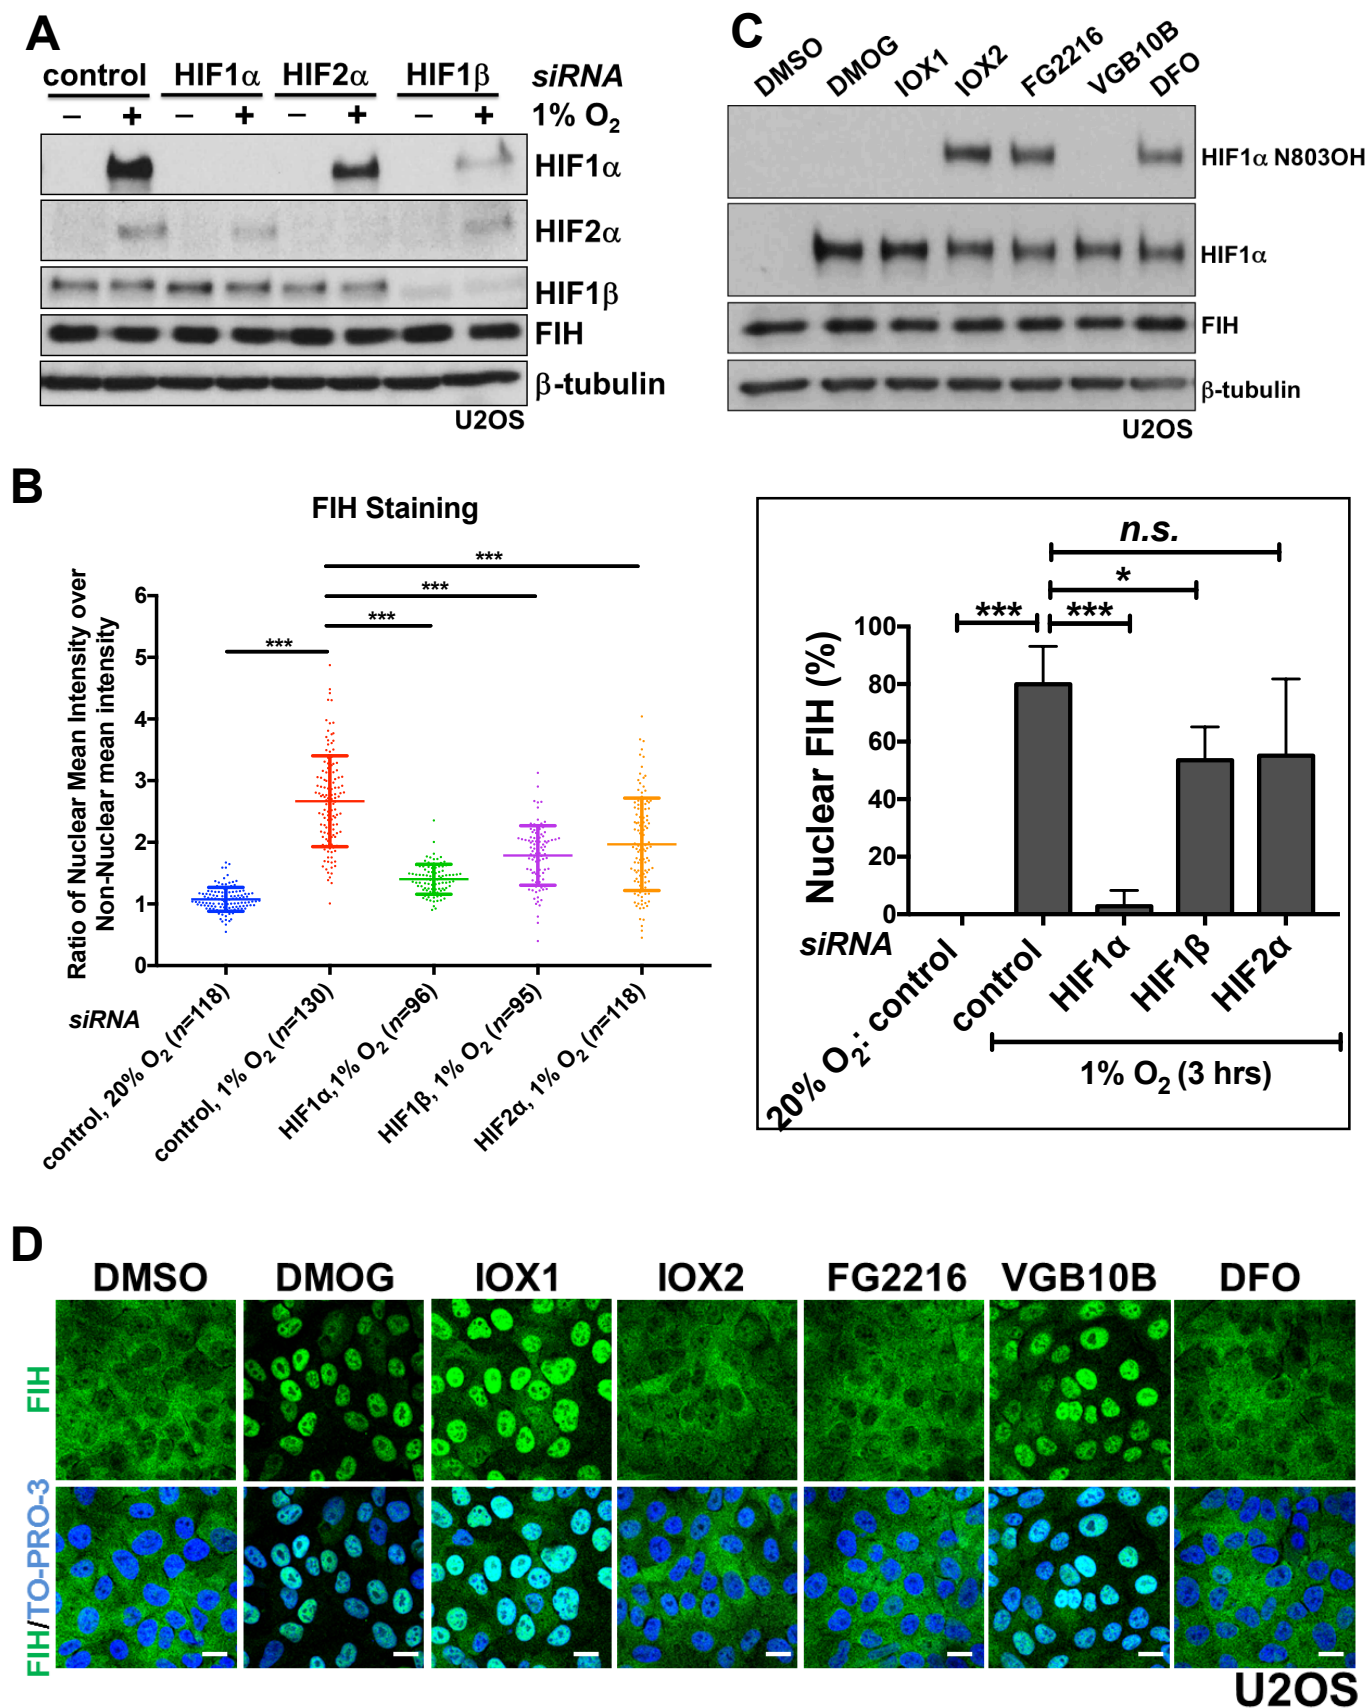 A
control HIF1α HIF2α HIF1β siRNA
– + – + – + – + 1% O2
HIF1α
HIF2α
HIF1β
FIH
β-tubulin
U2OS
C
DMSO DMOG IOX1 IOX2 FG2216 VGB10B DFO
HIF1α N803OH
HIF1α
FIH
β-tubulin
U2OS
B
FIH Staining
Ratio of Nuclear Mean Intensity over
Non-Nuclear mean intensity
6
5
4
3
2
1
0
***
***
***
***
siRNA
control, 20% O2 (n=118)
control, 1% O2 (n=130)
HIF1α, 1% O2 (n=96)
HIF1β, 1% O2 (n=95)
HIF2α, 1% O2 (n=118)
n.s.
*
*** ***
Nuclear FIH (%)
100
80
60
40
20
0
siRNA
20% O2: control
control
HIF1α
HIF1β
HIF2α
1% O2 (3 hrs)
D
DMSO DMOG IOX1 IOX2 FG2216 VGB10B DFO
FIH
FIH/TO-PRO-3
U2OS